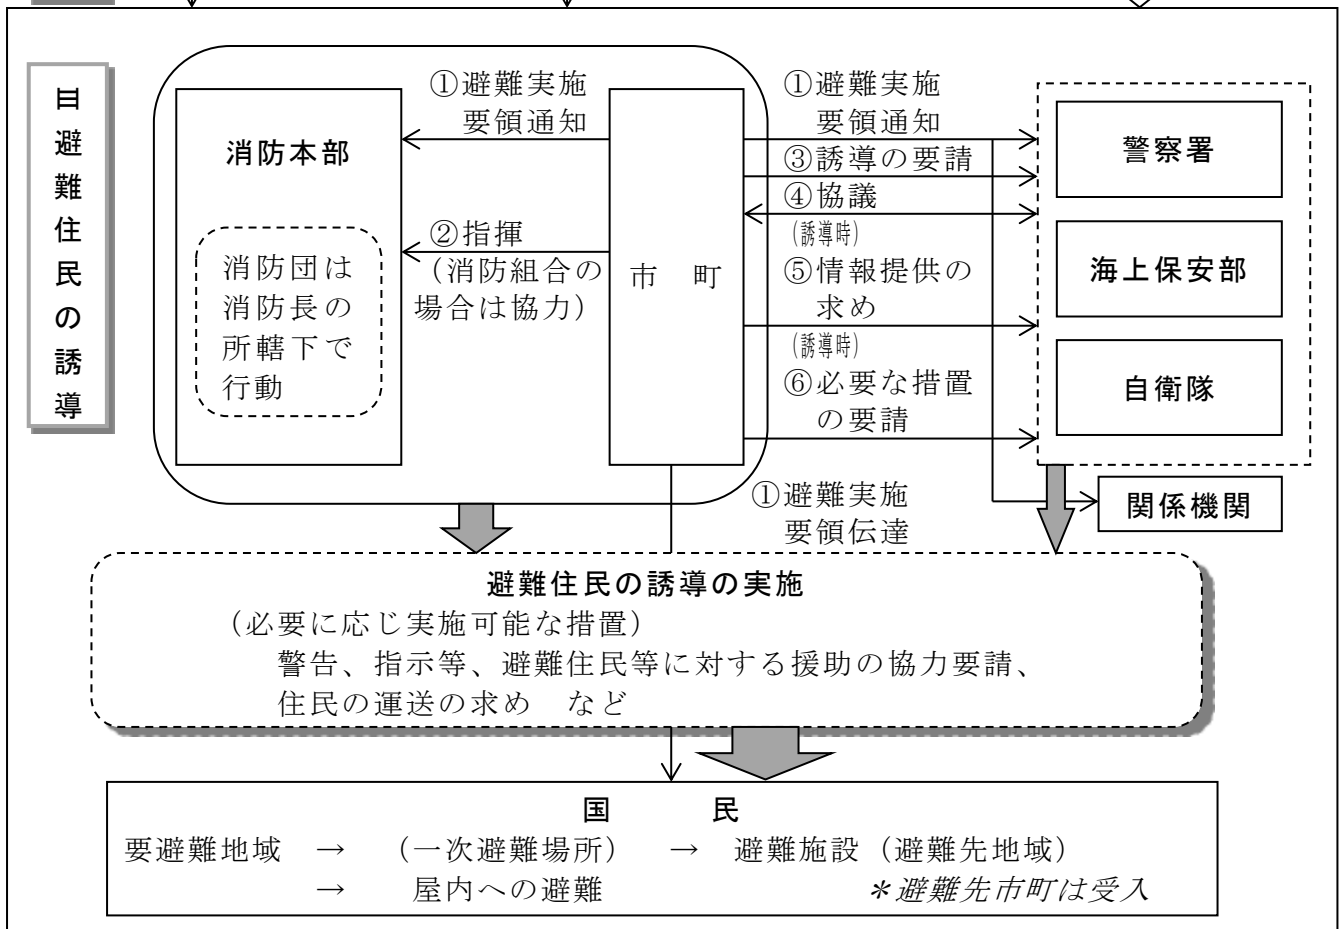 目避難住民の誘導
消防本部
消防団は
消防長の
所轄下で
行動
①避難実施
要領通知
②指揮
（消防組合の
場合は協力）
市　町
①避難実施
要領通知
③誘導の要請
④協議
(誘導時)
⑤情報提供の
求め
(誘導時)
⑥必要な措置
の要請
①避難実施
要領伝達
警察署
海上保安部
自衛隊
関係機関
避難住民の誘導の実施
（必要に応じ実施可能な措置）
警告、指示等、避難住民等に対する援助の協力要請、
住民の運送の求め　など
国　　　民
要避難地域　→　（一次避難場所）　→　避難施設（避難先地域）
→　屋内への避難　　　　　　　＊避難先市町は受入